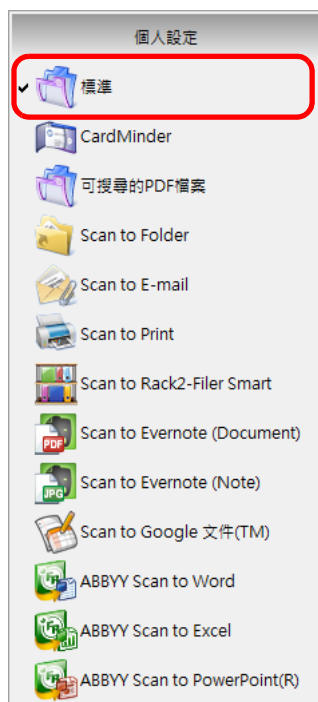 個人設定
標準
CardMinder
可搜尋的PDF檔案
Scan to Folder
Scan to E-mail
Scan to Print
Scan to Rack2-Filer Smart
PDF
Scan to Evernote (Document)
JPG
Scan to Evernote (Note)
Scan to Google 文件(TM)
ABBYY Scan to Word
ABBYY Scan to Excel
ABBYY Scan to PowerPoint(R)